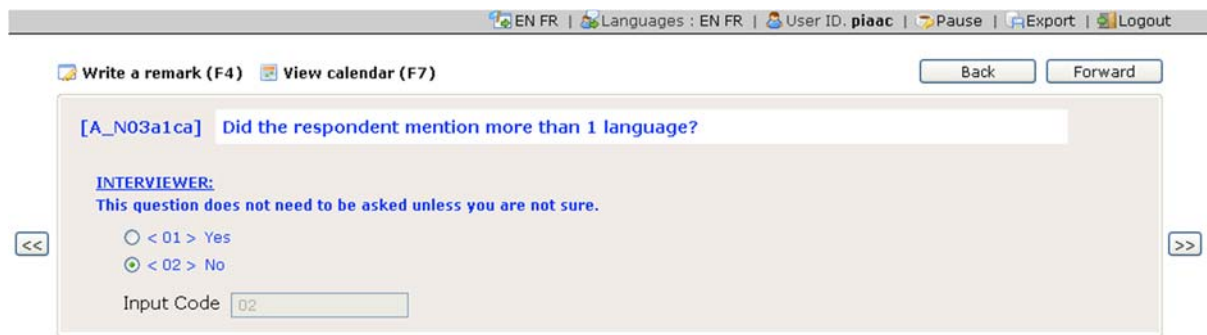 EN FR | Languages : EN FR | User ID. piaac | Pause | Export | Logout
Write a remark (F4) View calendar (F7) Back Forward
[A_N03a1ca] Did the respondent mention more than 1 language?
INTERVIEWER:
This question does not need to be asked unless you are not sure.
< 01 > Yes
<< >>
< 02 > No
Input Code 02